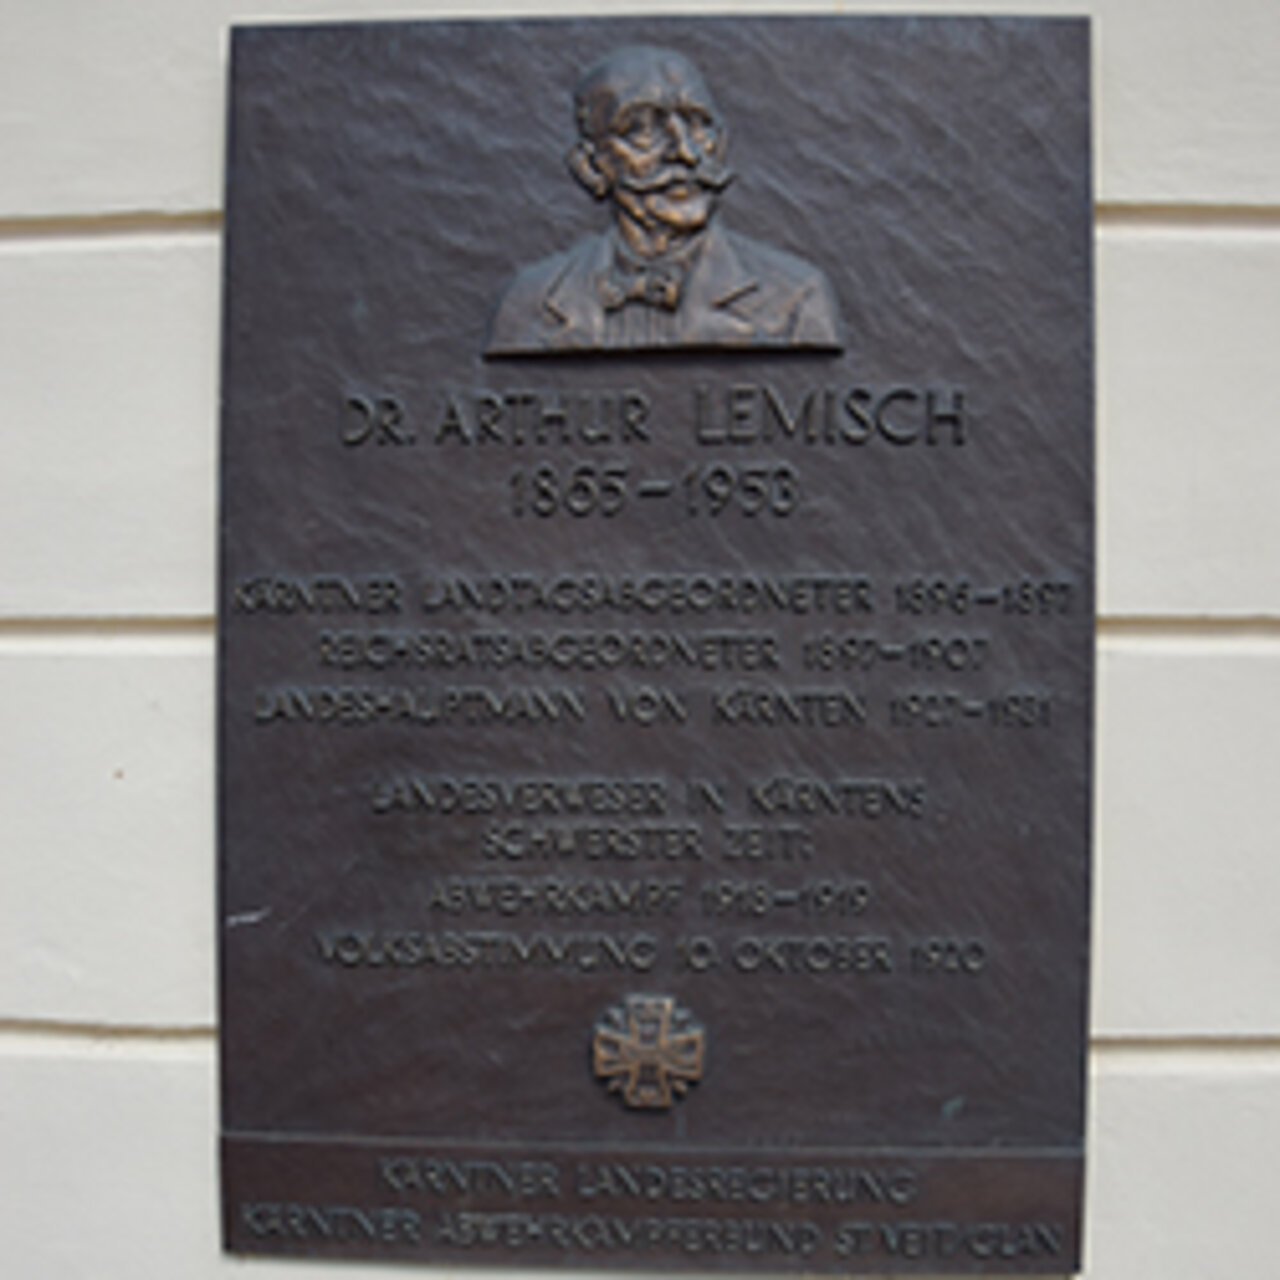 DR. ARTHUR LEMISCH
1865–1953
KÄRNTNER LANDTAGSABGEORDNETER 1896–1897
REICHSRATSABGEORDNETER 1897–1907
LANDESHAUPTMANN VON KÄRNTEN 1927–1931
LANDESVERWESER IN KÄRNTENS
SCHWERSTER ZEIT:
ABWEHRKAMPF 1918–1919
VOLKSABSTIMMUNG 10. OKTOBER 1920
KÄRNTNER LANDESREGIERUNG
KÄRNTNER ABWEHRKÄMPFERBUND ST. VEIT/GLAN